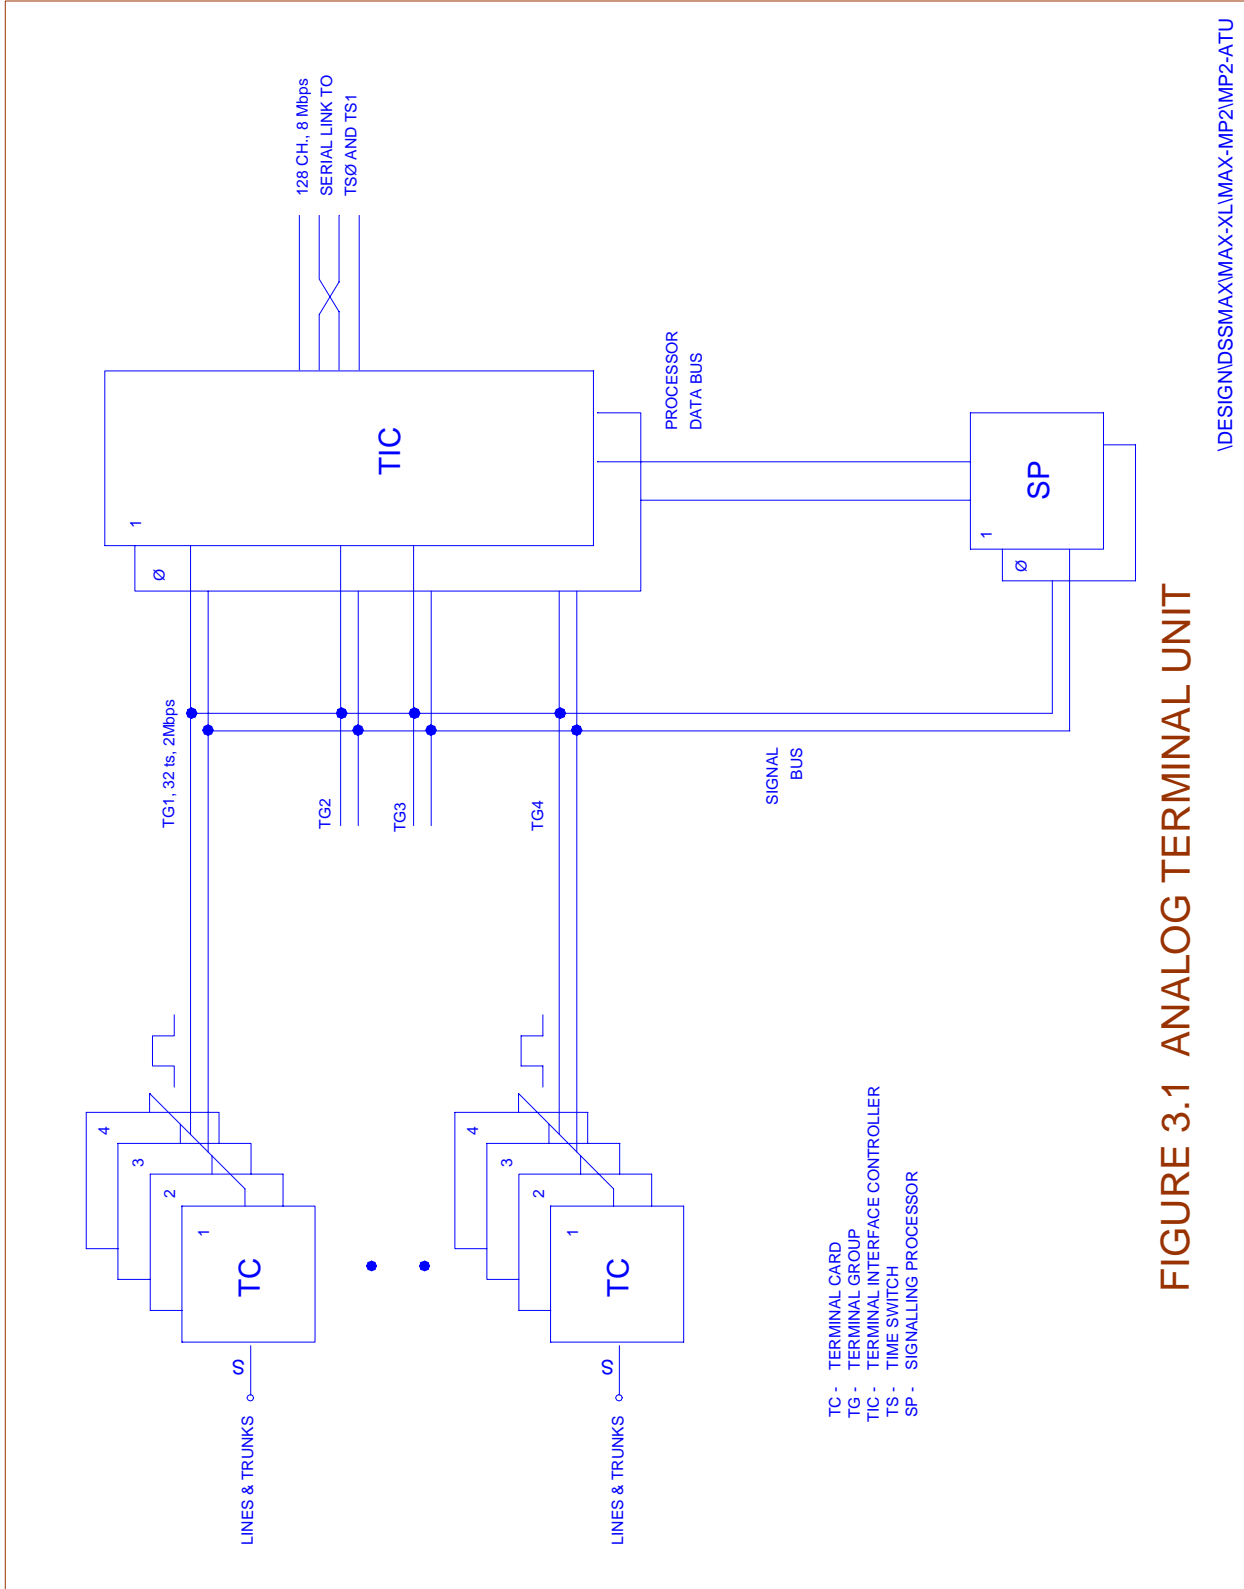 128 CH., 8 Mbps
SERIAL LINK TO
TSØ AND TS1
TIC
1
Ø
PROCESSOR
DATA BUS
SP
1
Ø
TG1, 32 ts, 2Mbps
TG2
TG3
TG4
SIGNAL
BUS
4
3
2
1
TC
S
LINES & TRUNKS
4
3
2
1
TC
S
LINES & TRUNKS
TC - TERMINAL CARD
TG - TERMINAL GROUP
TIC - TERMINAL INTERFACE CONTROLLER
TS - TIME SWITCH
SP - SIGNALLING PROCESSOR
FIGURE 3.1 ANALOG TERMINAL UNIT
\DESIGN\DSSMAX\MAX-XL\MAX-MP2\MP2-ATU